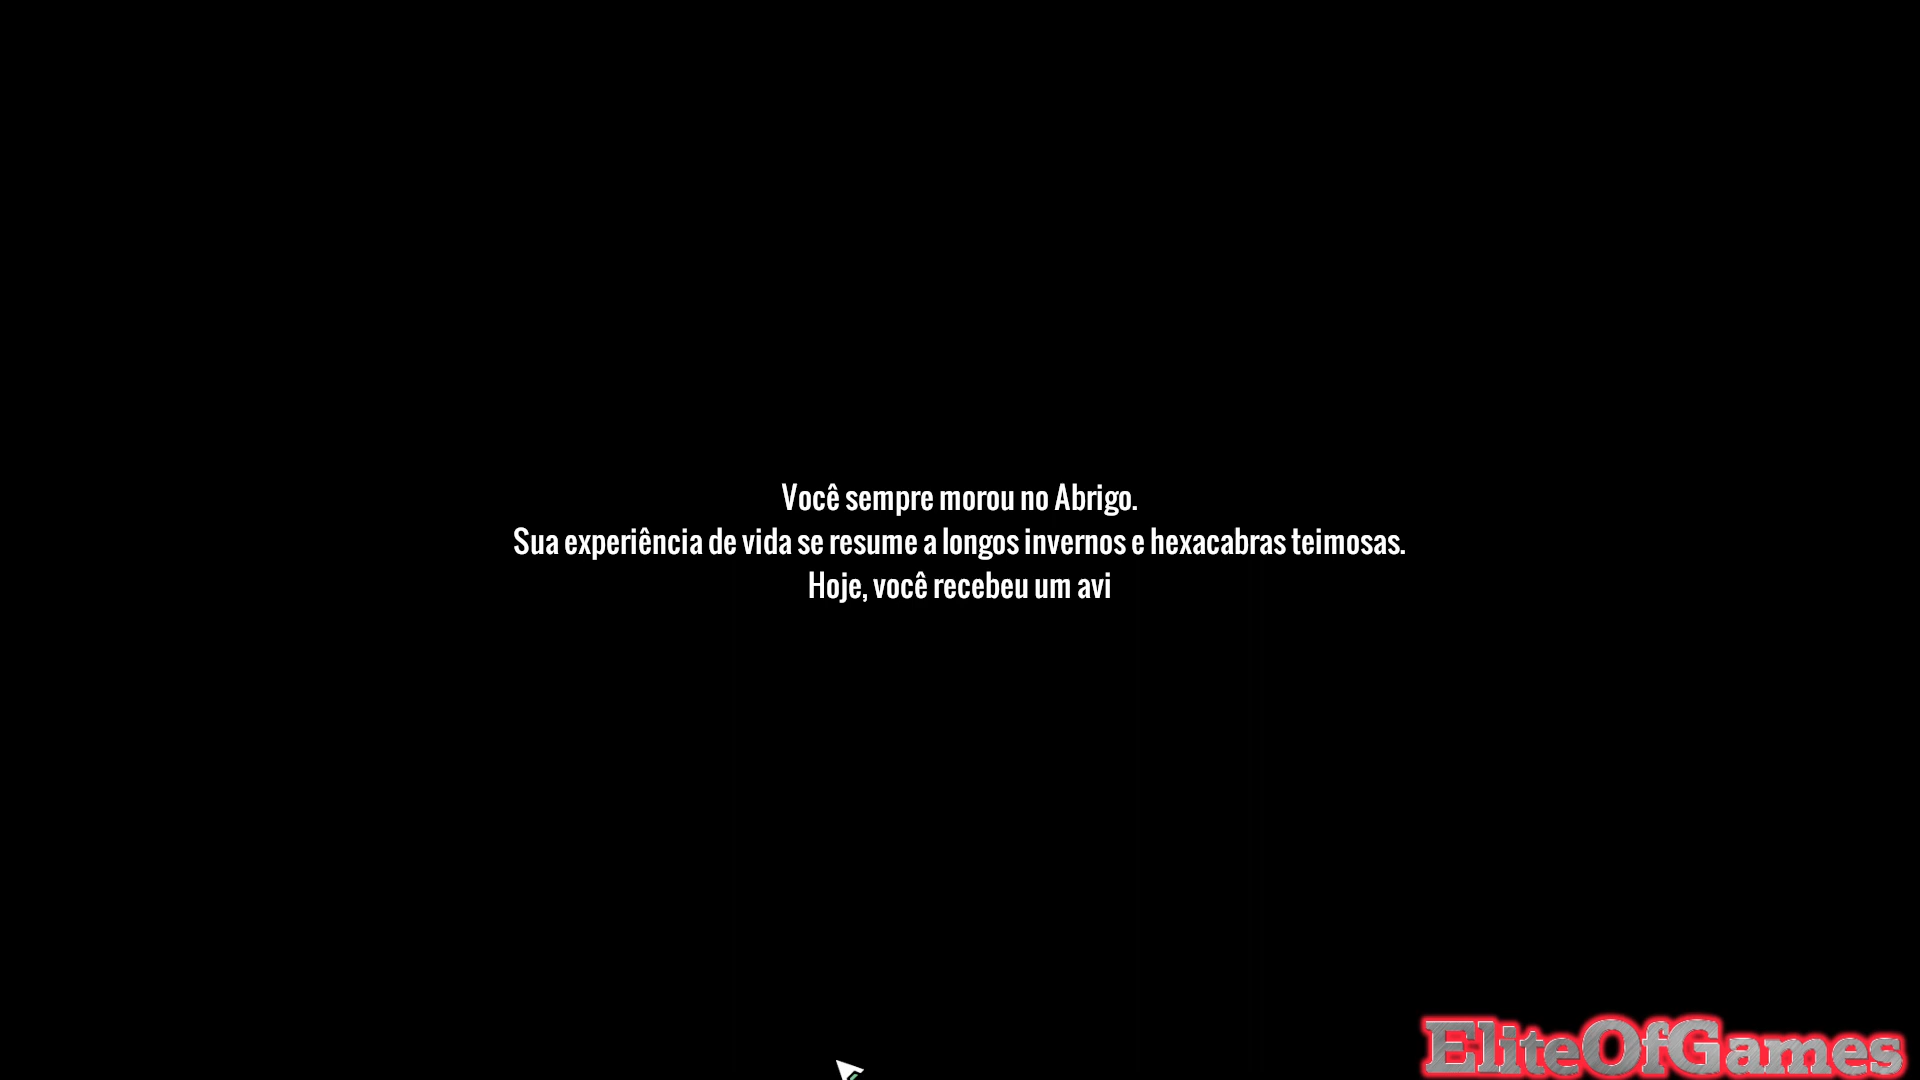 Você sempre morou no Abrigo.
Sua experiência de vida se resume a longos invernos e hexacabras teimosas.
Hoje, você recebeu um avi
EliteOfGames